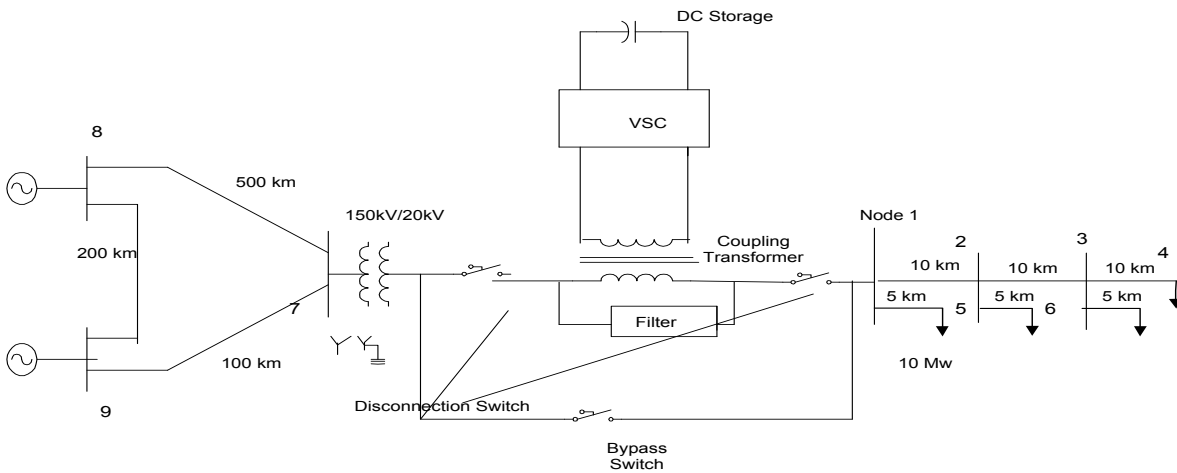 DC Storage
VSC
8
500 km
150kV/20kV
200 km
Coupling
Transformer
Node 1
2
3
4
10 km
10 km
10 km
5 km
5 km
5 km
7
5
6
Filter
100 km
10 Mw
9
Disconnection Switch
Bypass
Switch